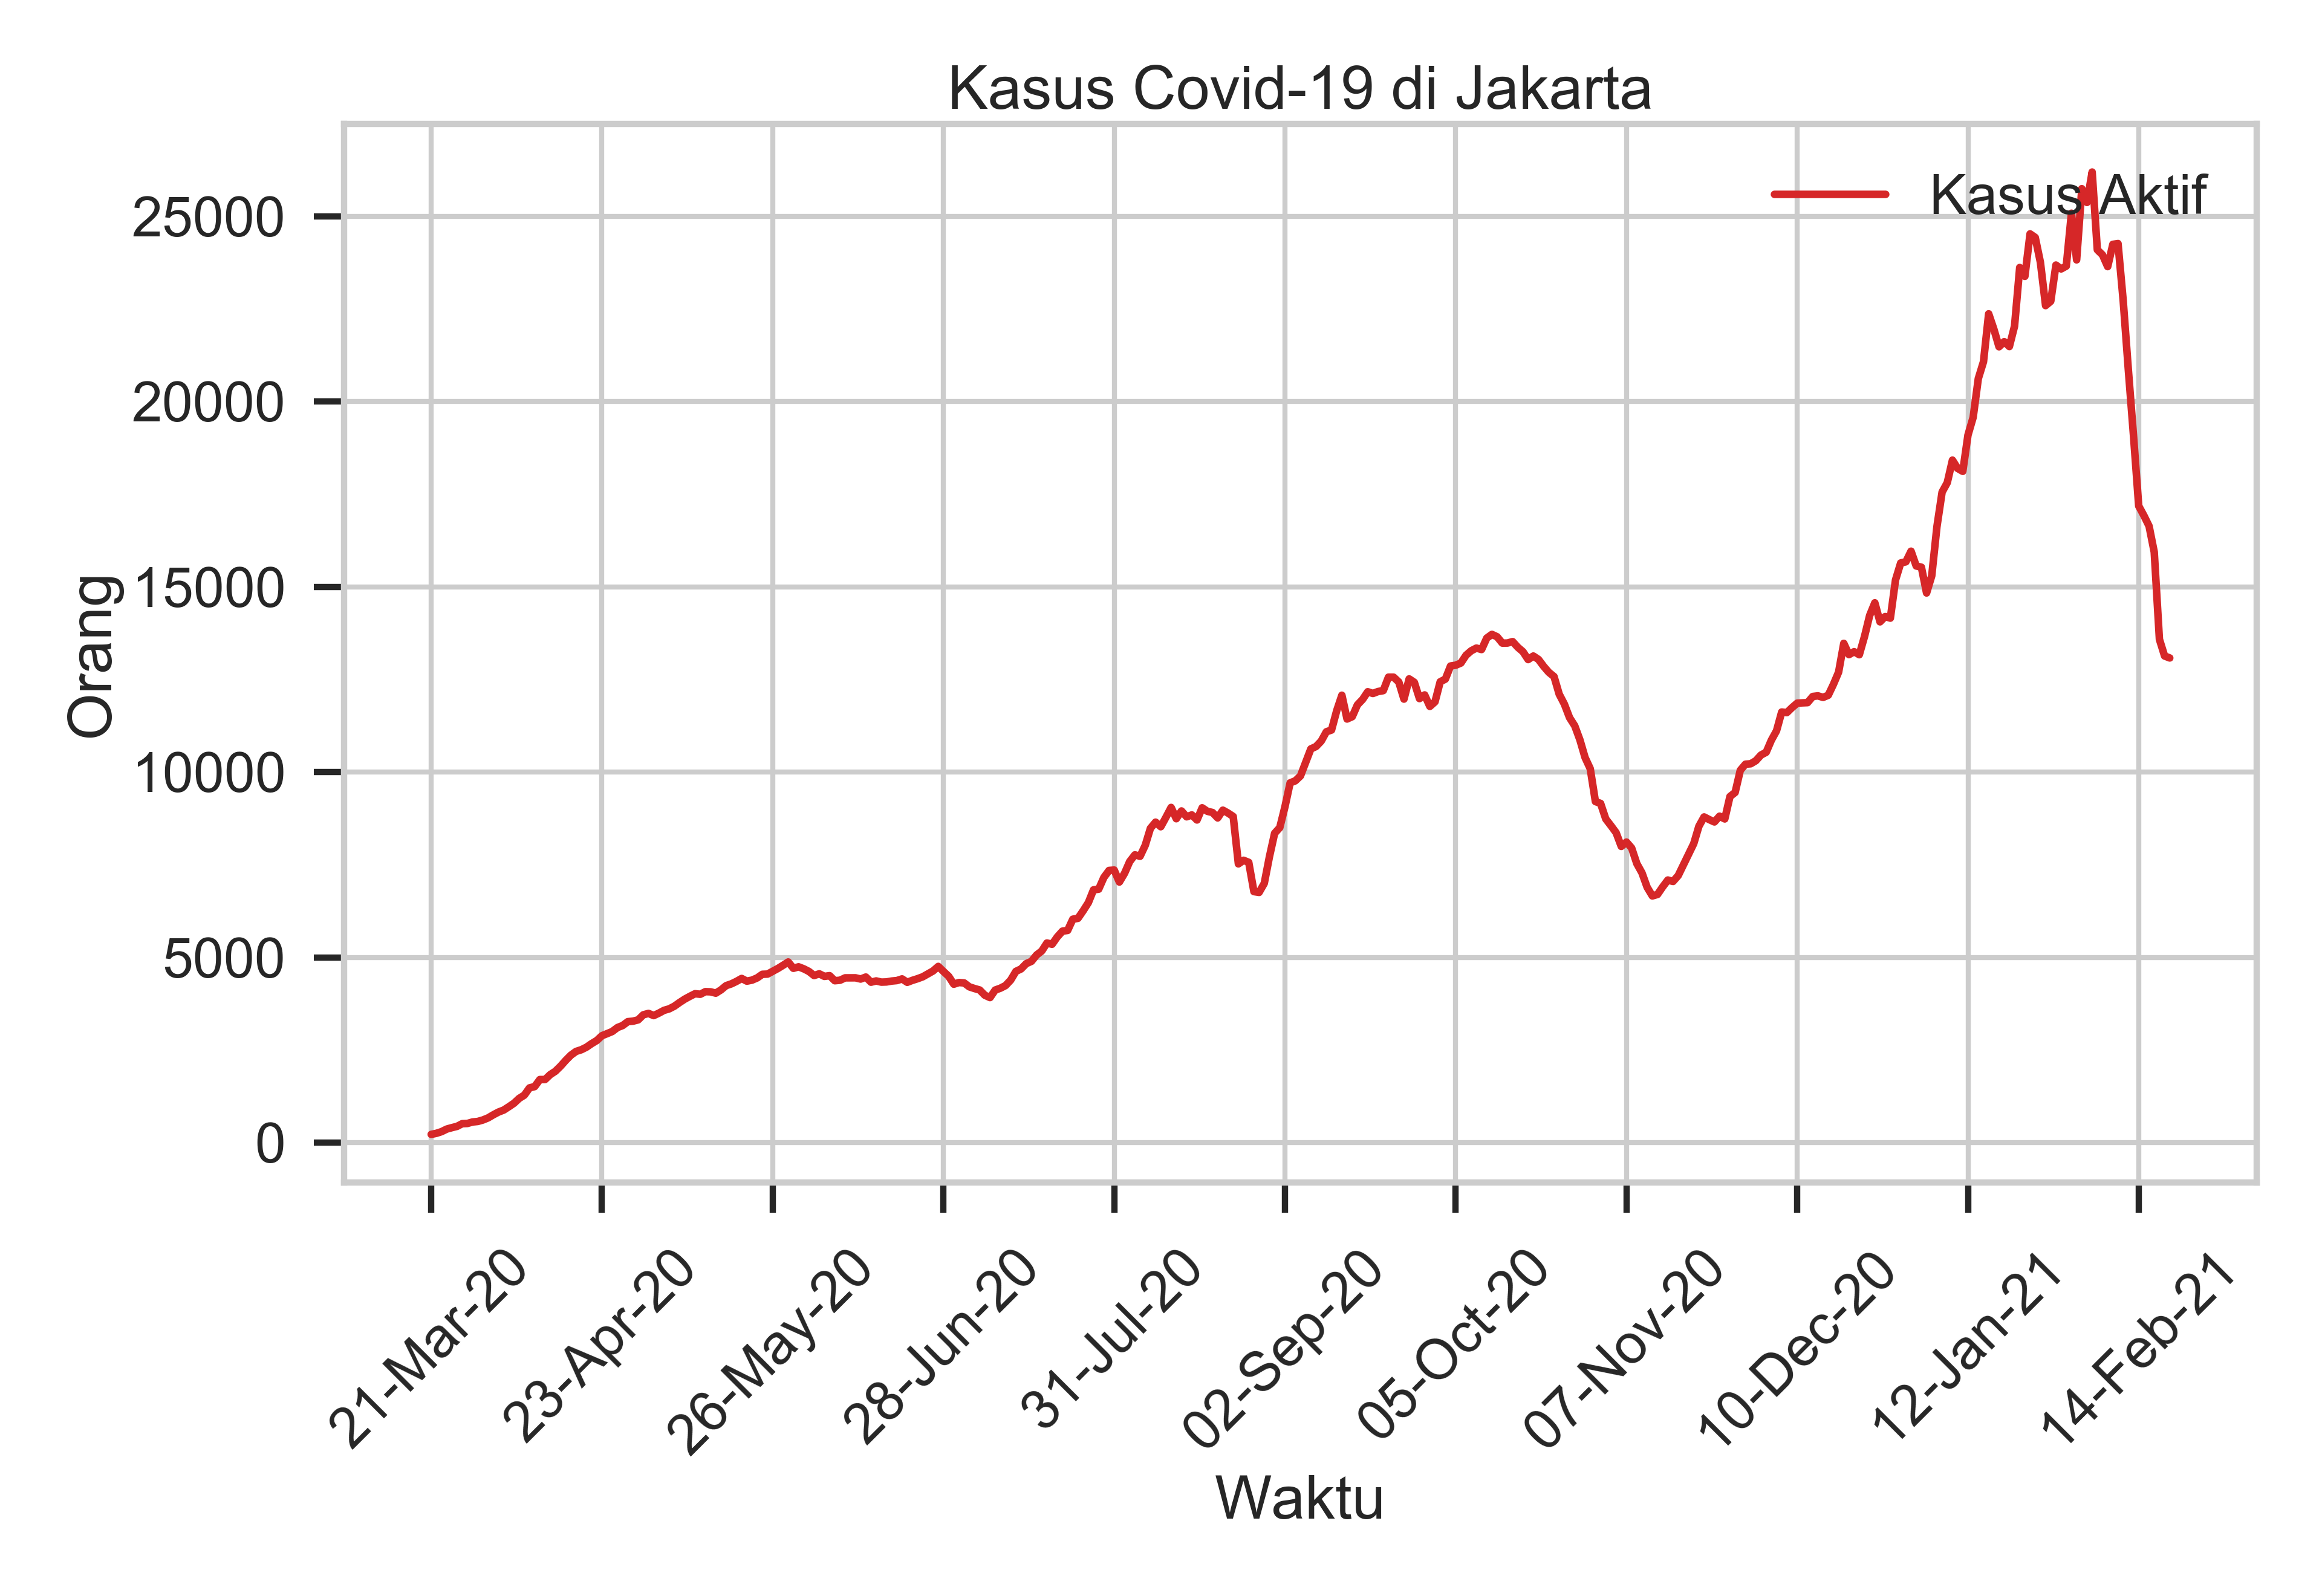 Kasus Covid-19 di Jakarta
Kasus Aktif
25000
20000
15000
10000
5000
0
Orang
21-Mar-20
23-Apr-20
26-May-20
28-Jun-20
31-Jul-20
02-Sep-20
05-Oct-20
07-Nov-20
10-Dec-20
12-Jan-21
14-Feb-21
Waktu